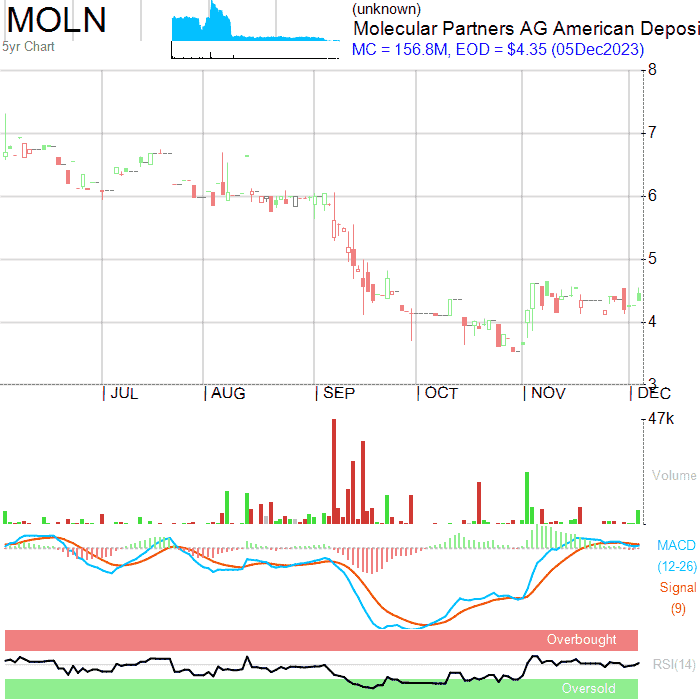 MOLN
5yr Chart
(unknown)
Molecular Partners AG American Deposi
MC = 156.8M, EOD = $4.35 (05Dec2023)
8
7
6
5
4
3
JUL AUG SEP OCT NOV DEC
47k
Volume
MACD
(12-26)
Signal
(9)
Overbought
RSI(14)
Oversold